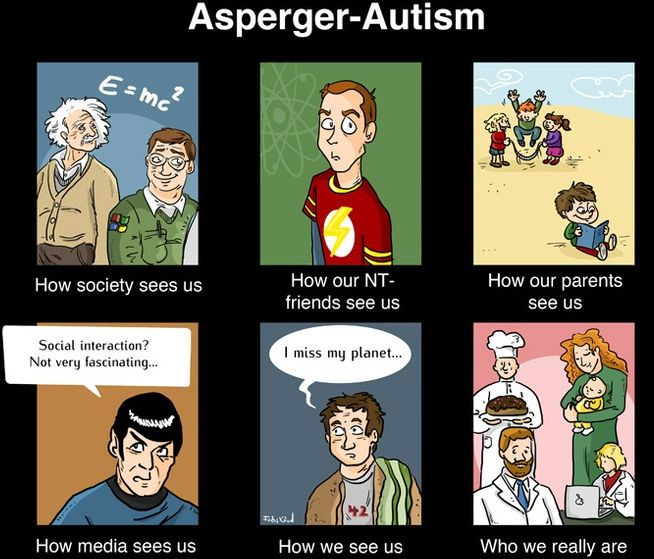 Asperger-Autism
E=mc²
How society sees us
How our NT-
friends see us
How our parents
see us
Social interaction?
Not very fascinating...
I miss my planet...
42
How media sees us
How we see us
Who we really are